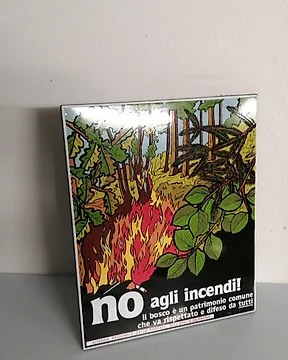 no agli incendi!
il bosco è un patrimonio comune
che va rispettato e difeso da tutti